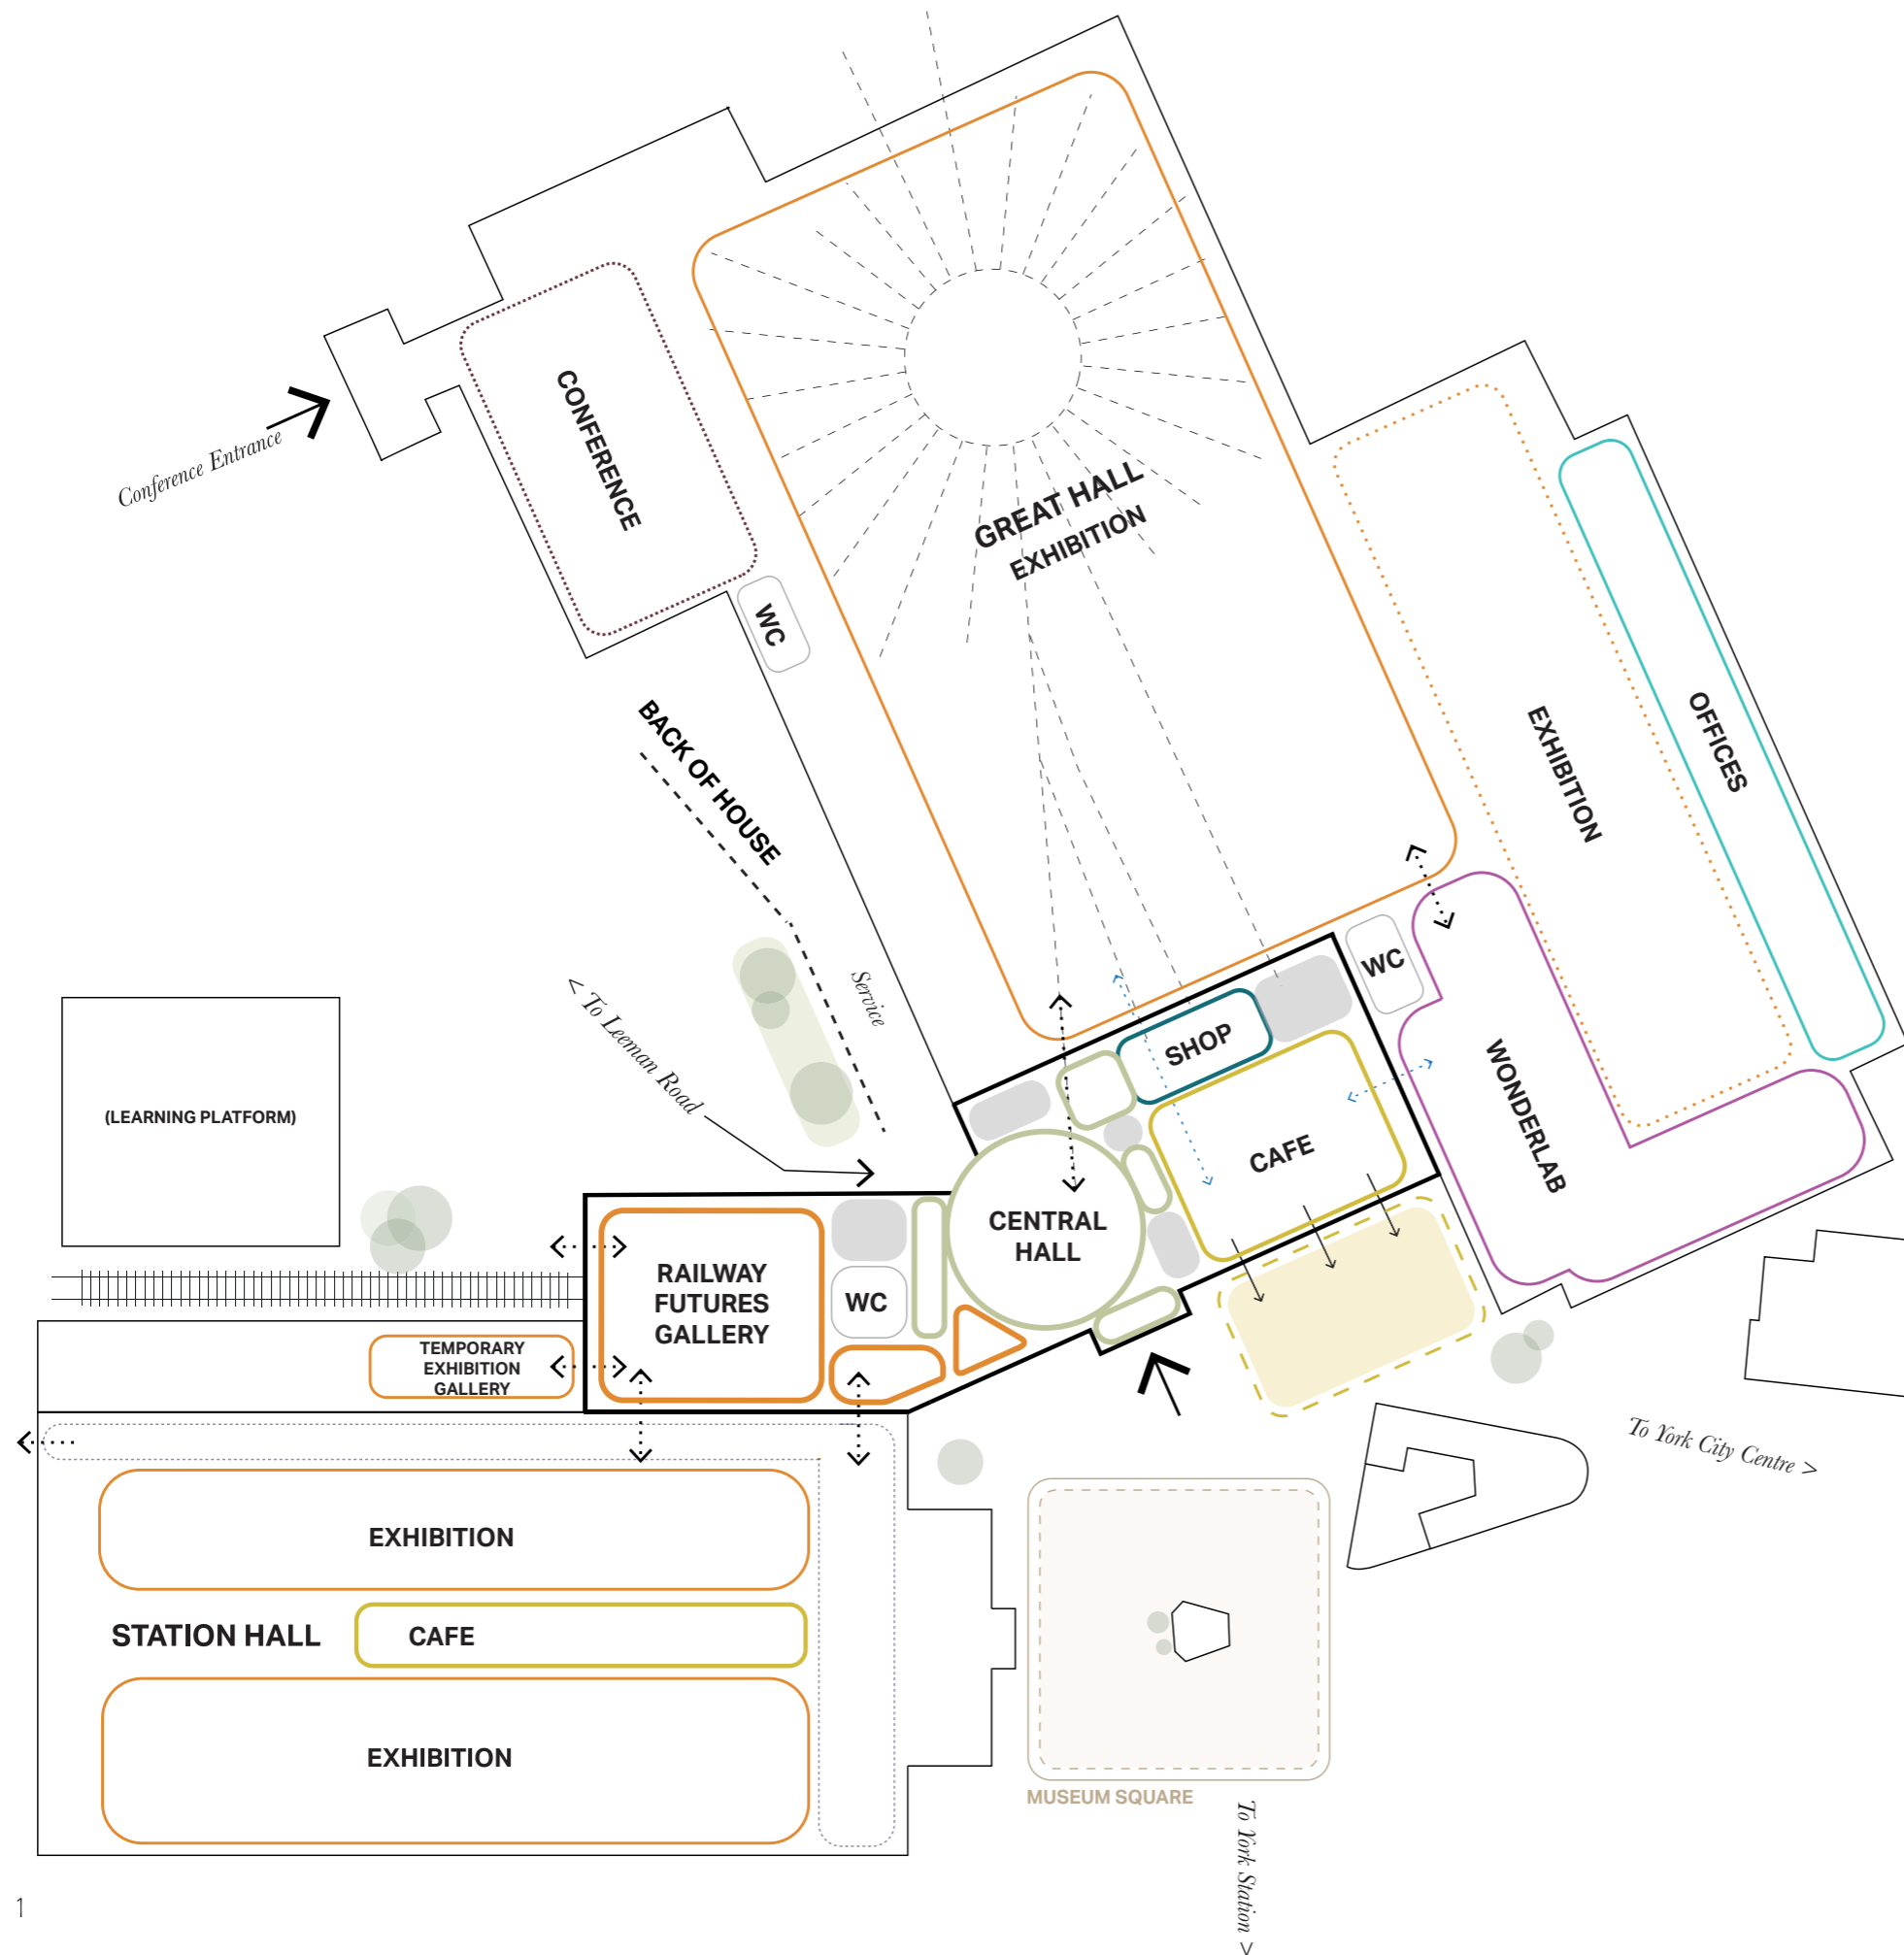 CONFERENCE
Conference Entrance
GREAT HALL
EXHIBITION
WC
BACK OF HOUSE
EXHIBITION
OFFICES
< To Leeman Road
Service
WC
SHOP
WONDERLAB
(LEARNING PLATFORM)
CAFE
CENTRAL
HALL
RAILWAY
FUTURES
GALLERY
WC
TEMPORARY
EXHIBITION
GALLERY
To York City Centre >
EXHIBITION
STATION HALL
CAFE
EXHIBITION
MUSEUM SQUARE
To York Station >
1